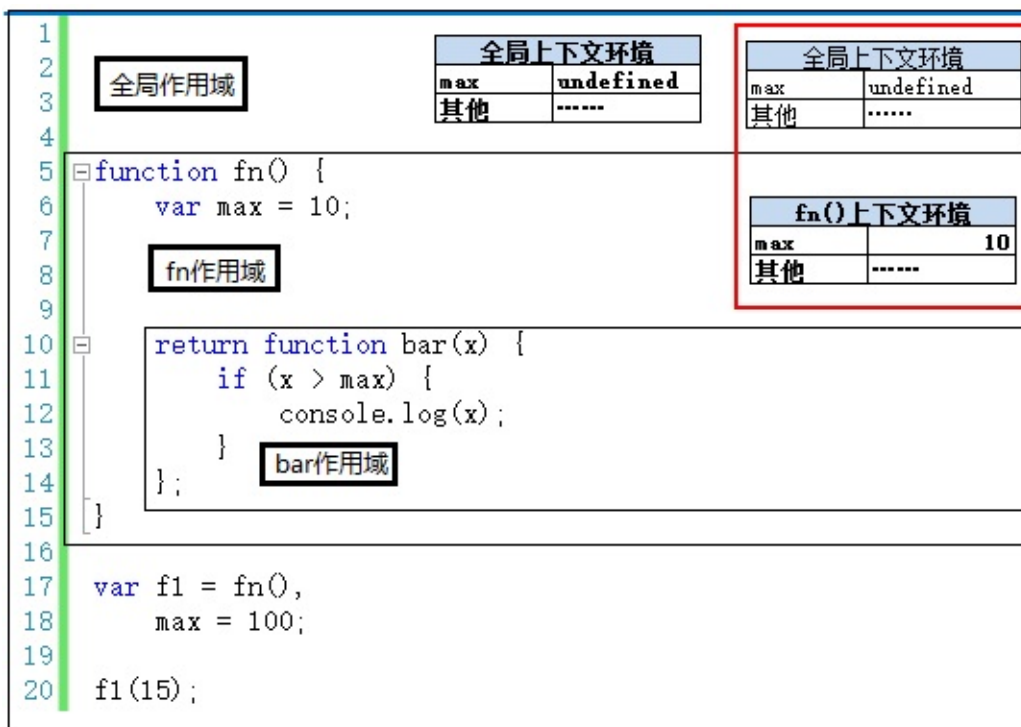 1
2 全局作用域
3
4
全局上下文环境
max undefined
其他 ······
全局上下文环境
max undefined
其他 ······
5 function fn() {
6 var max = 10;
7
8 fn作用域
9
fn()上下文环境
max 10
其他 ······
10 return function bar(x) {
11 if (x > max) {
12 console.log(x);
13 }
bar作用域
14 };
15 }
16
17 var f1 = fn(),
18 max = 100;
19
20 f1(15);